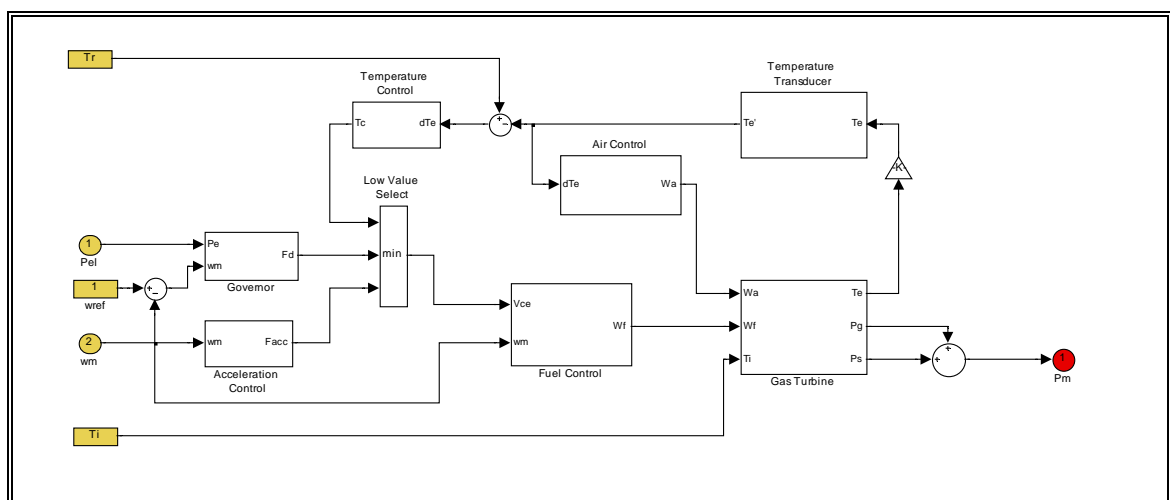 Tr
Temperature
Control
Tc
dTe
+
−
Temperature
Transducer
Te'
Te
-K-
Air Control
dTe
Wa
Low Value
Select
min
1
Pel
Pe
wm
Fd
Governor
1
wref
+
−
2
wm
wm
Facc
Acceleration
Control
Vce
wm
Wf
Fuel Control
Wa
Wf
Ti
Te
Pg
Ps
Gas Turbine
+
+
1
Pm
Ti